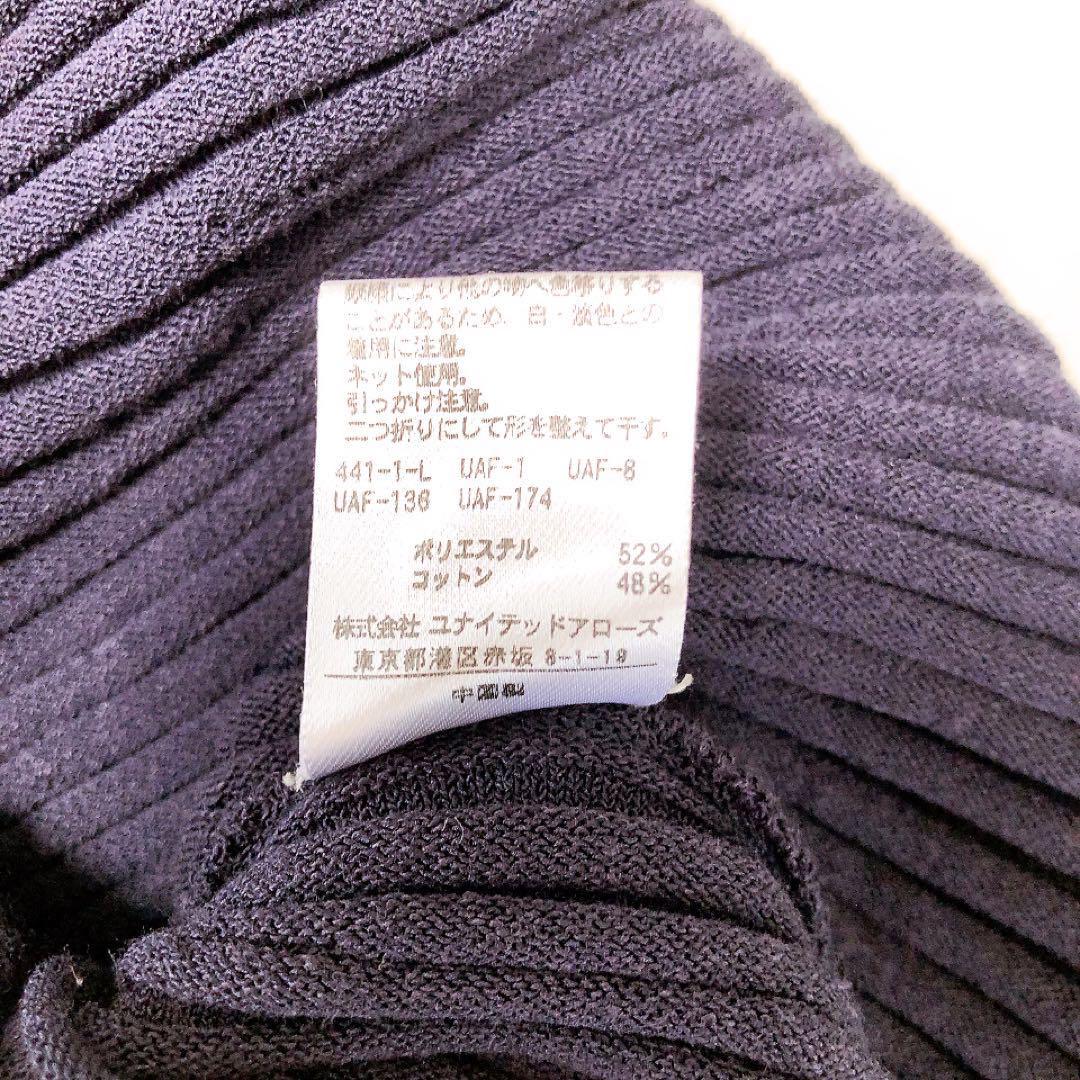 により他の物へ色移りする
ことがあるため、白・淡色との
着用に注意。
ネット使用。
引っかけ注意。
二つ折りにして形を整えて干す。
441-1-L UAF-1 UAF-8
UAF-136 UAF-174
ポリエステル 52%
コットン 48%
株式会社 ユナイテッドアローズ
東京都港区赤坂 8-1-19
中国製